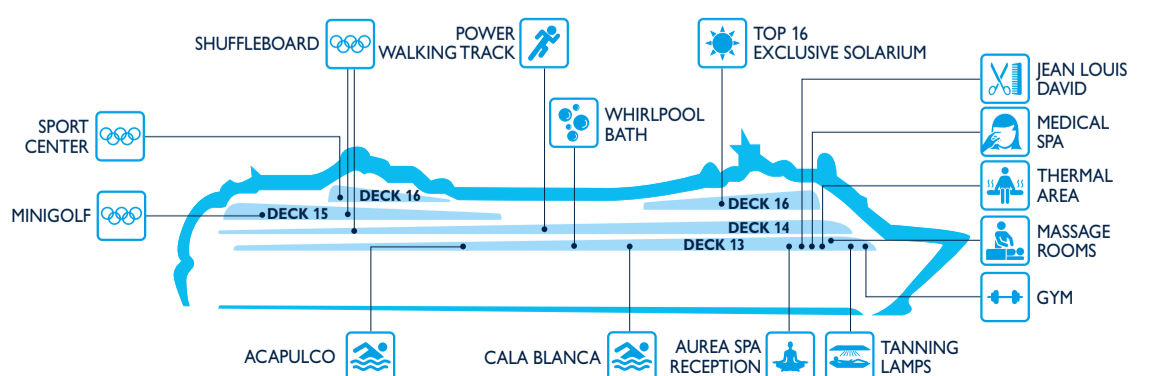 SHUFFLEBOARD
POWER
WALKING TRACK
TOP 16
EXCLUSIVE SOLARIUM
JEAN LOUIS
DAVID
SPORT
CENTER
WHIRLPOOL
BATH
MEDICAL
SPA
THERMAL
AREA
MINIGOLF
DECK 16
DECK 15
DECK 16
DECK 14
DECK 13
MASSAGE
ROOMS
GYM
ACAPULCO
CALA BLANCA
AUREA SPA
RECEPTION
TANNING
LAMPS